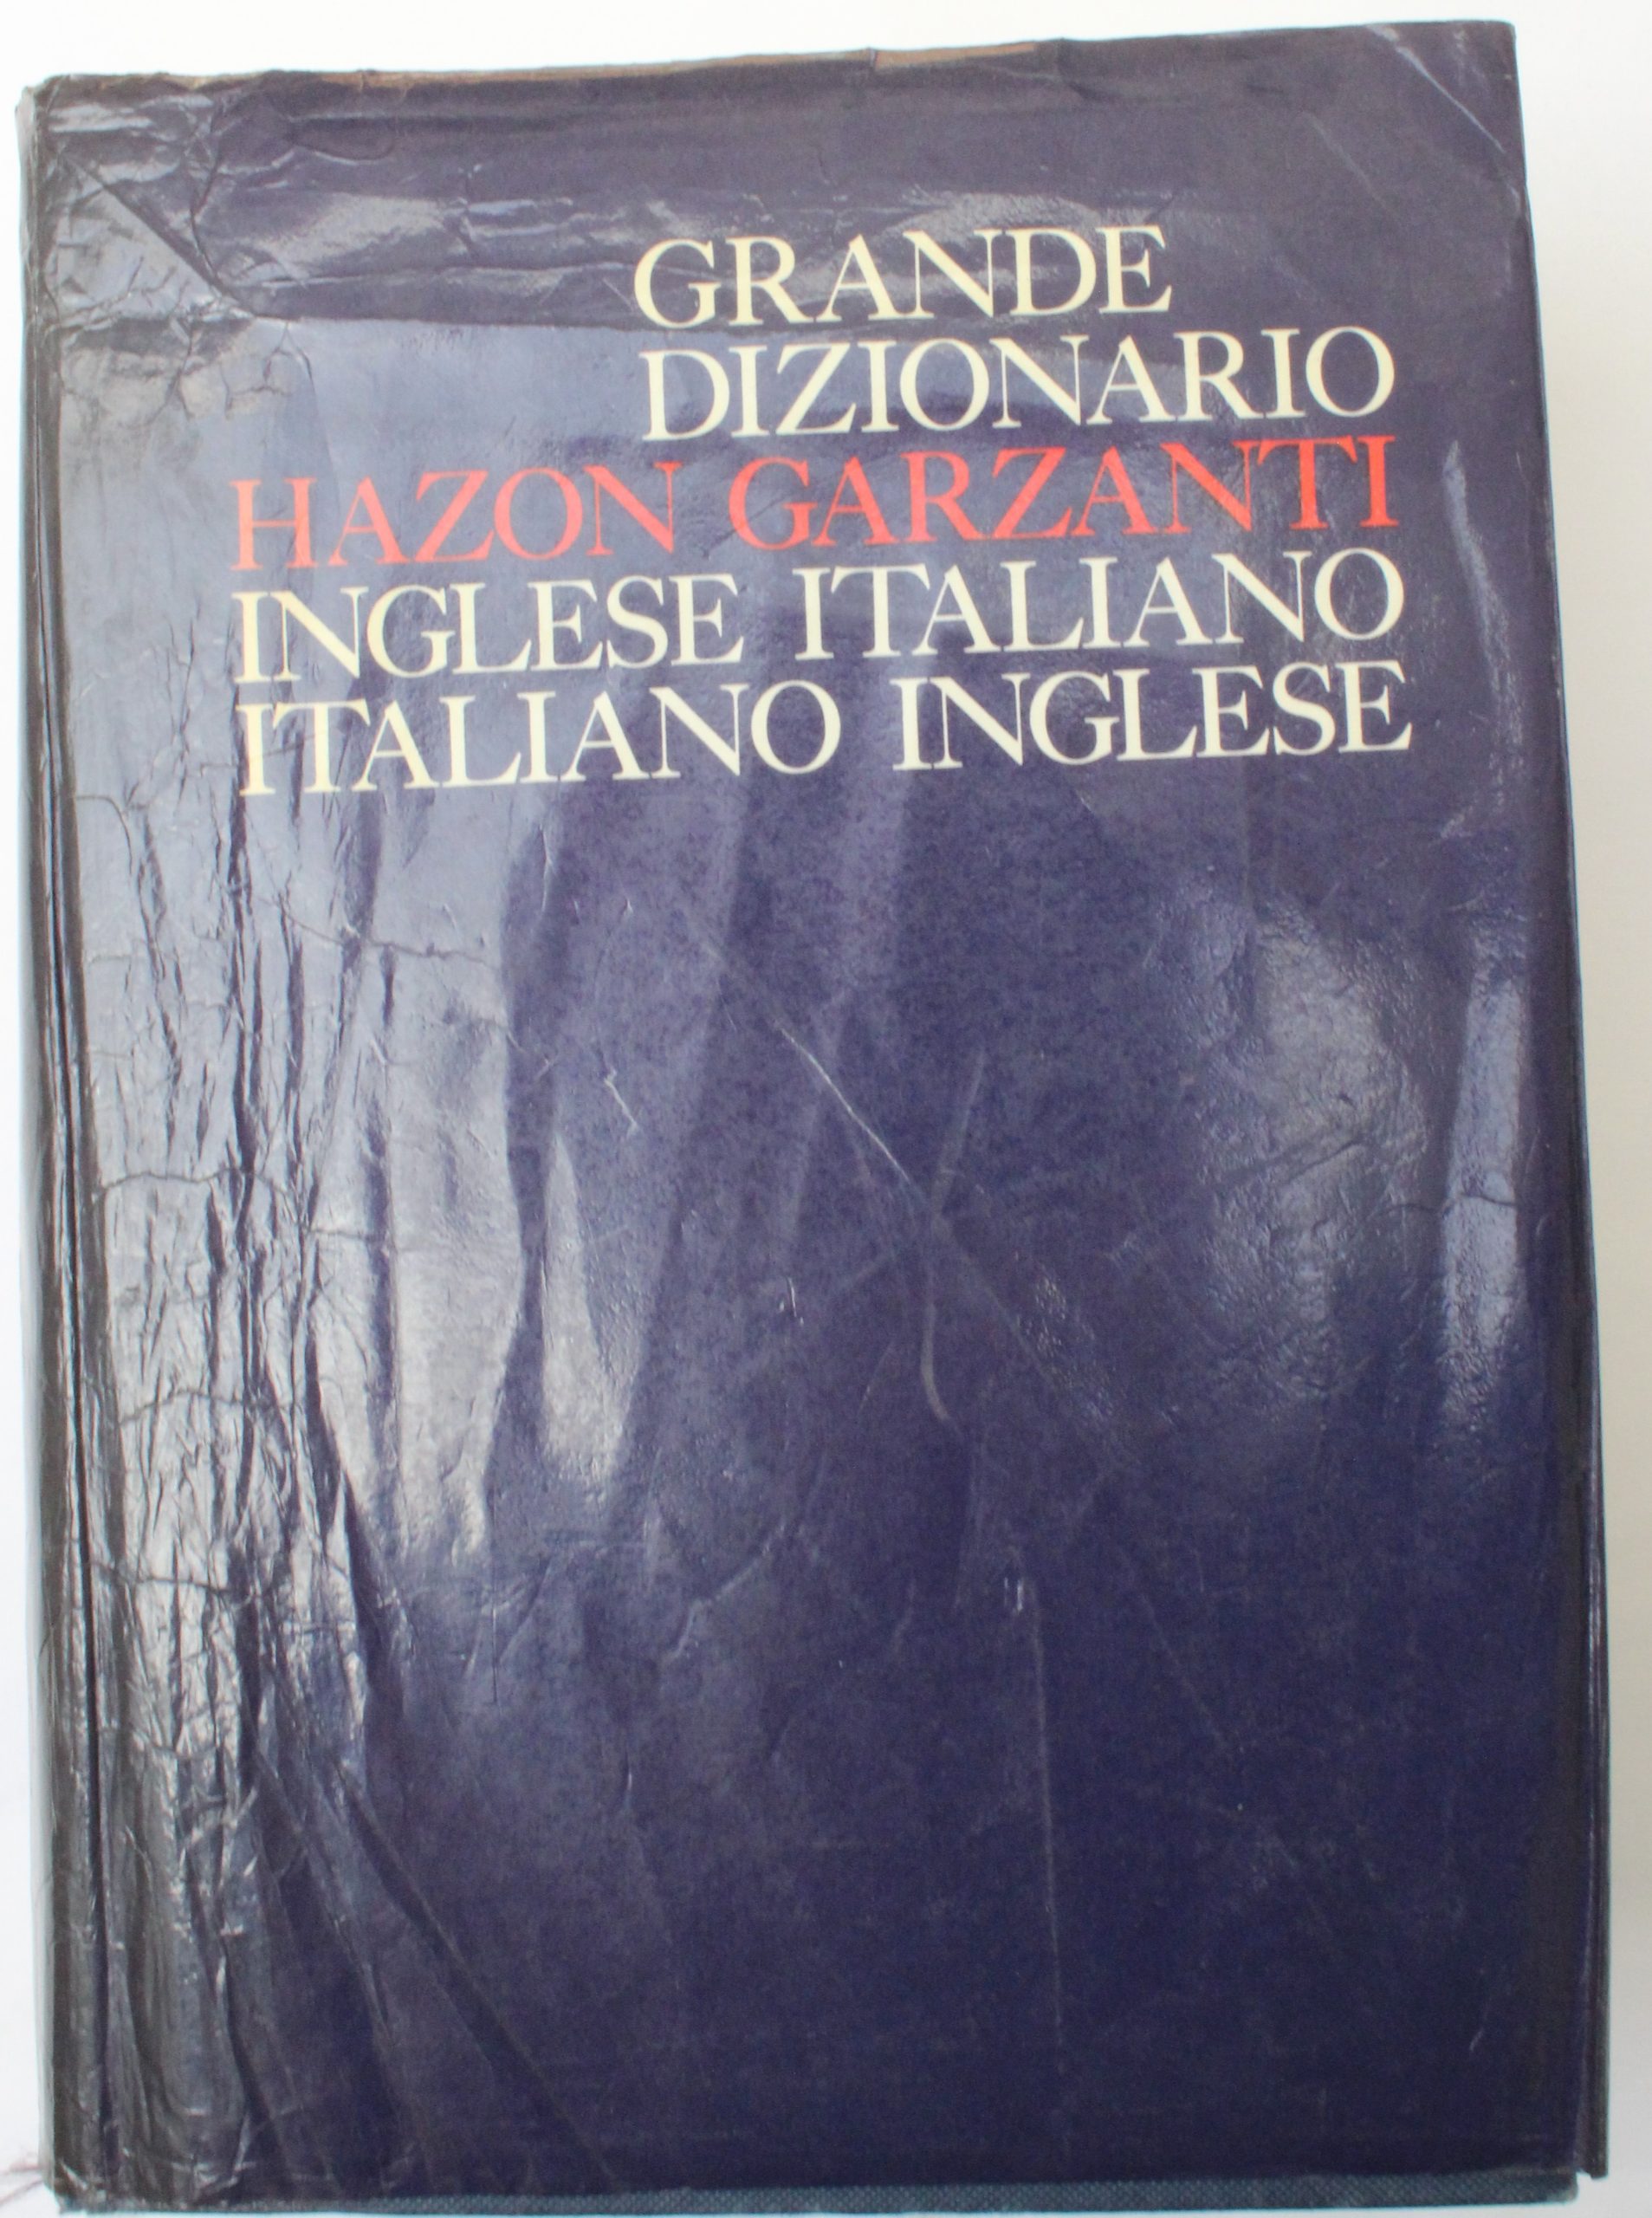 GRANDE
DIZIONARIO
HAZON GARZANTI
INGLESE ITALIANO
ITALIANO INGLESE